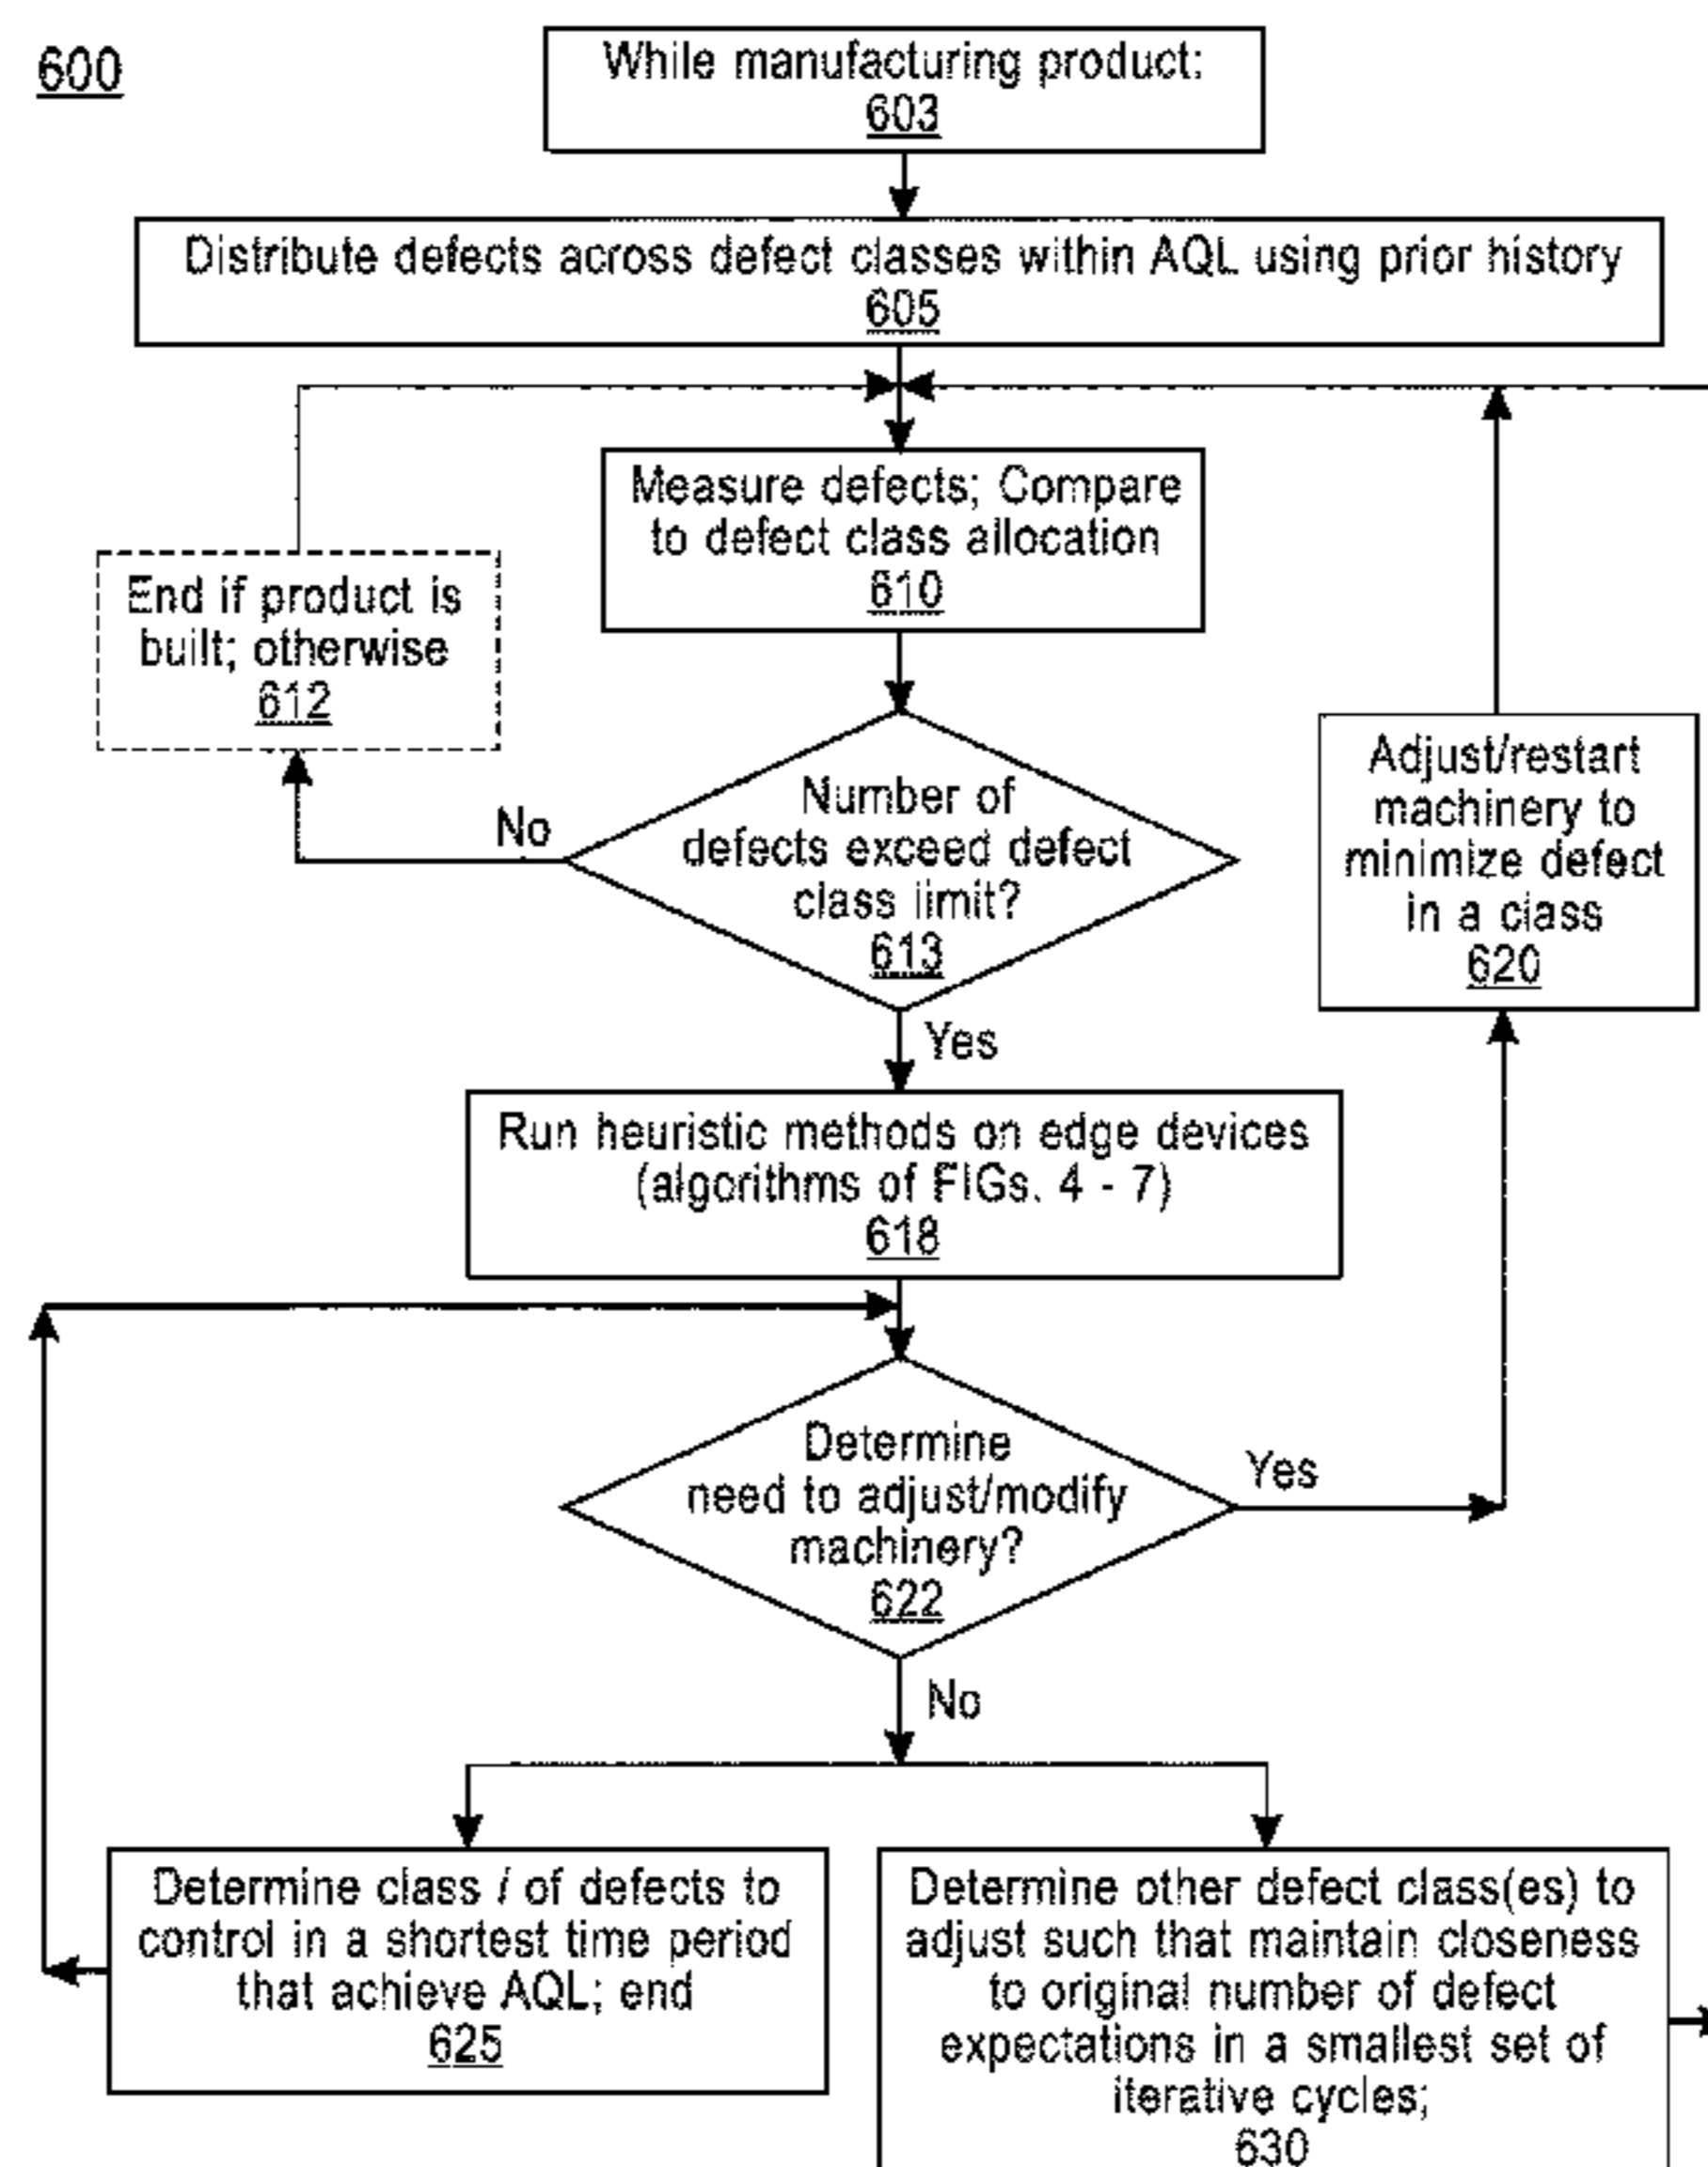 600
While manufacturing product:
603
Distribute defects across defect classes within AQL using prior history
605
Measure defects; Compare
to defect class allocation
610
End if product is
built; otherwise
612
Number of
defects exceed defect
class limit?
613
No
Yes
Adjust/restart
machinery to
minimize defect
in a class
620
Run heuristic methods on edge devices
(algorithms of FIGs. 4 - 7)
618
Determine
need to adjust/modify
machinery?
622
Yes
No
Determine class i of defects to
control in a shortest time period
that achieve AQL; end
625
Determine other defect class(es) to
adjust such that maintain closeness
to original number of defect
expectations in a smallest set of
iterative cycles;
630